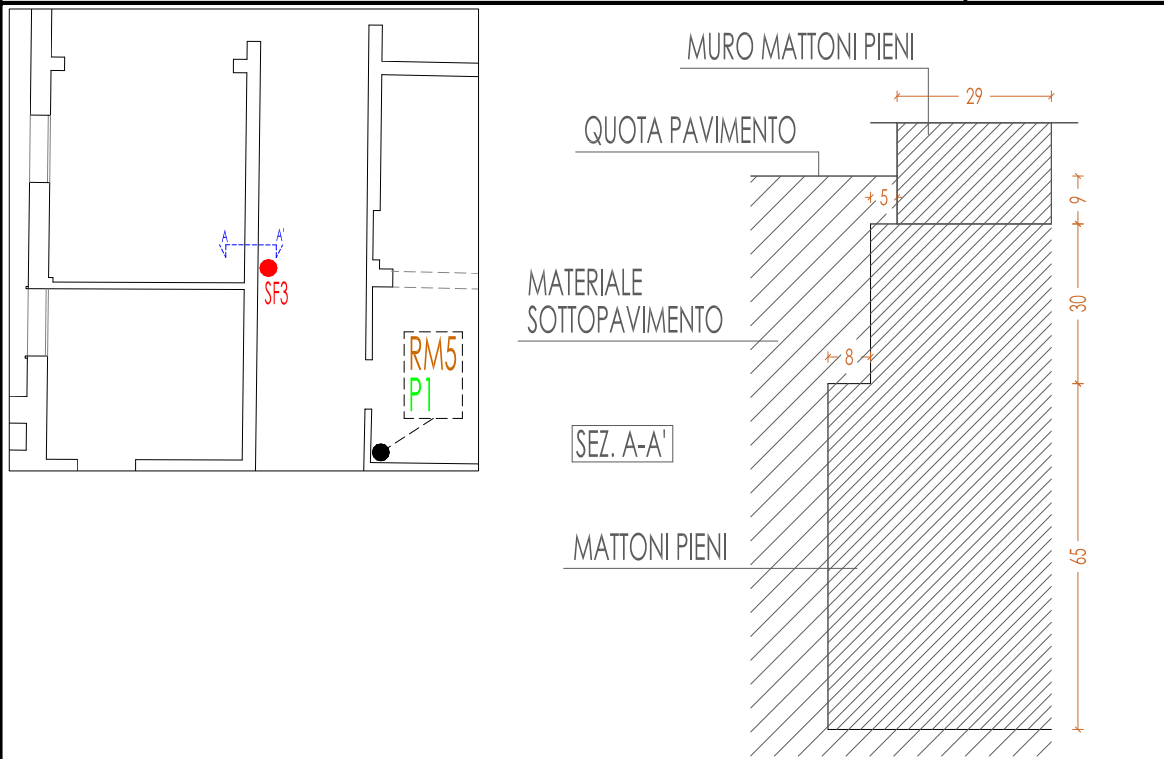 A A'
SF3
RM5
P1
MURO MATTONI PIENI
29
QUOTA PAVIMENTO
5
9
MATERIALE
SOTTOPAVIMENTO
30
8
SEZ. A-A'
MATTONI PIENI
65